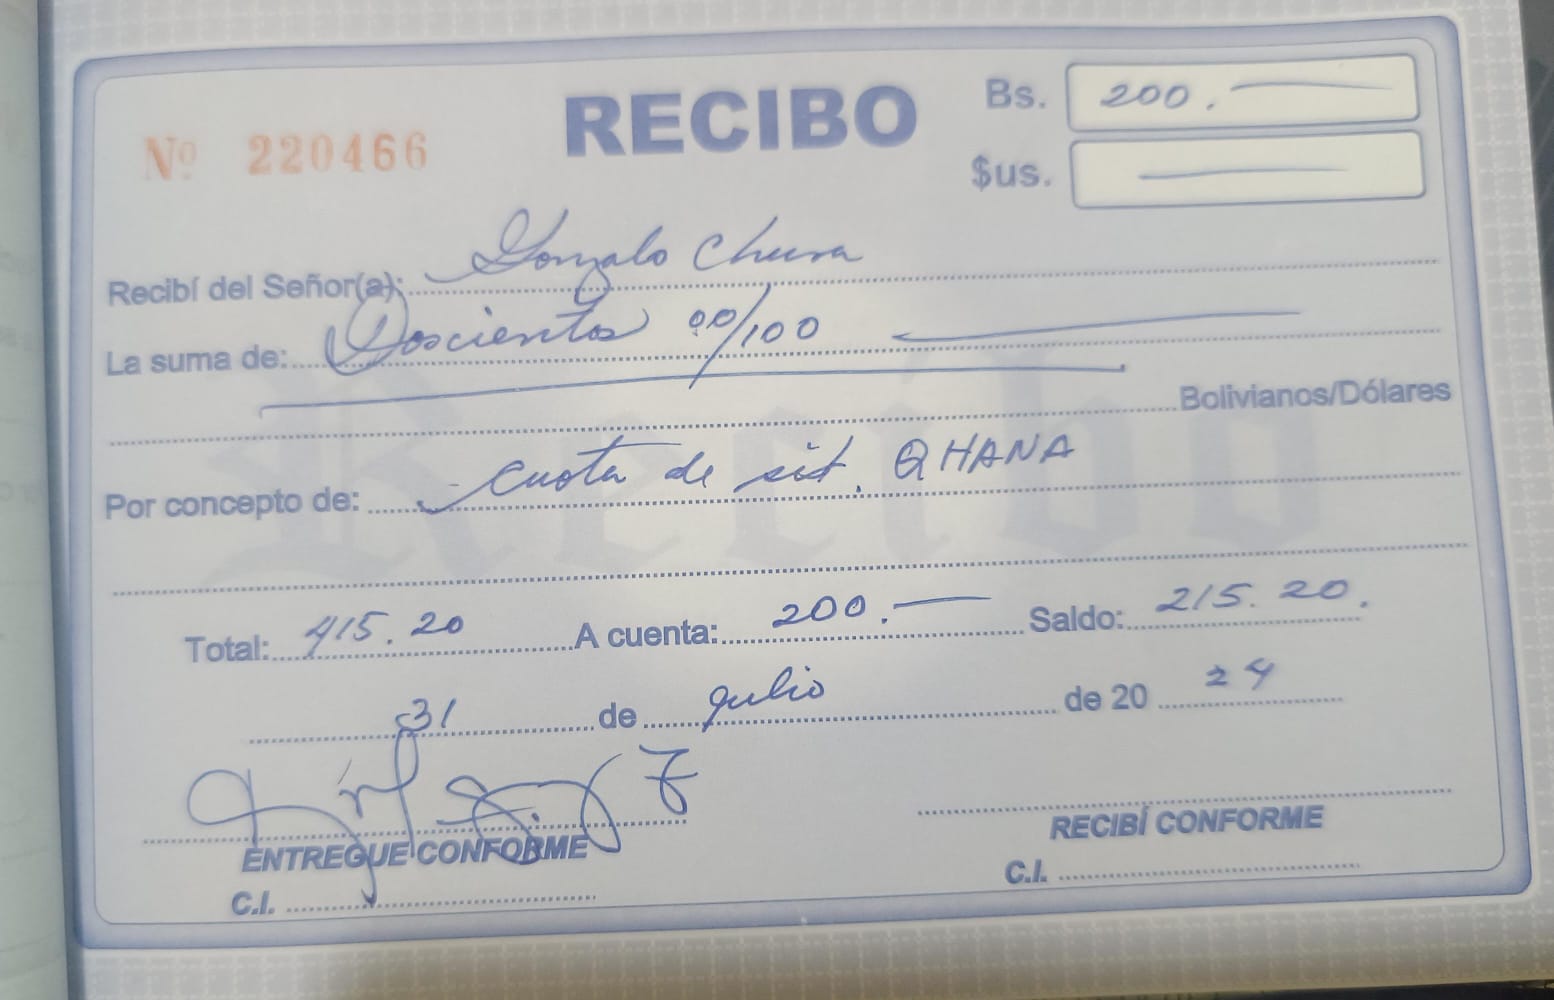 RECIBO
Bs. 200.
Nº 220466
$us.
Recibí del Señor(a): Gonzalo Chura
La suma de: Doscientos 00/100
Bolivianos/Dólares
Por concepto de: cuota de sist. QHANA
Total: 415.20 A cuenta: 200. Saldo: 215.20.
31 de julio de 20 24
ENTREGUE CONFORME
RECIBÍ CONFORME
C.I.
C.I.
Recibo